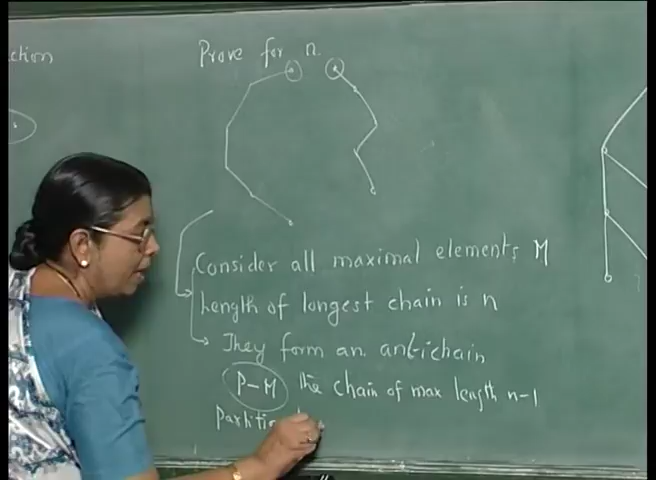 ction
Prove for n.
Consider all maximal elements M
Length of longest chain is n
They form an antichain
P-M the chain of max length n-1